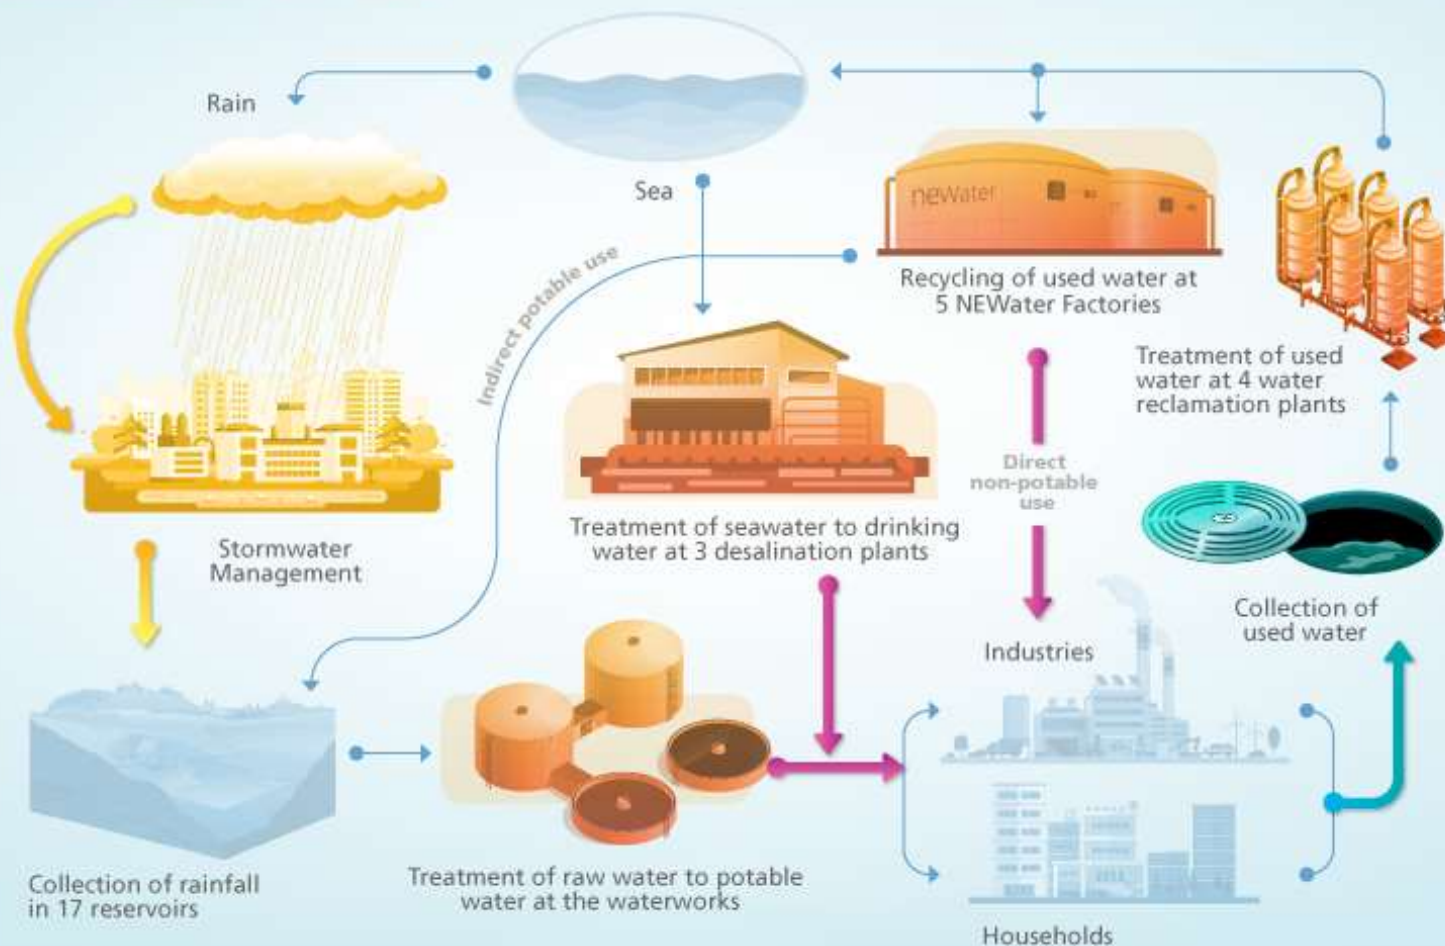 Rain
Sea
neWater
Recycling of used water at
5 NEWater Factories
Indirect potable use
Treatment of used
water at 4 water
reclamation plants
Direct
non-potable
use
Treatment of seawater to drinking
water at 3 desalination plants
Stormwater
Management
Collection of
used water
Industries
Collection of rainfall
in 17 reservoirs
Treatment of raw water to potable
water at the waterworks
Households